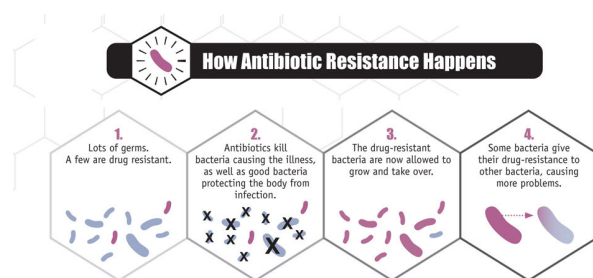 How Antibiotic Resistance Happens
1.
Lots of germs.
A few are drug resistant.
2.
Antibiotics kill
bacteria causing the illness,
as well as good bacteria
protecting the body from
infection.
3.
The drug-resistant
bacteria are now allowed to
grow and take over.
4.
Some bacteria give
their drug-resistance to
other bacteria, causing
more problems.